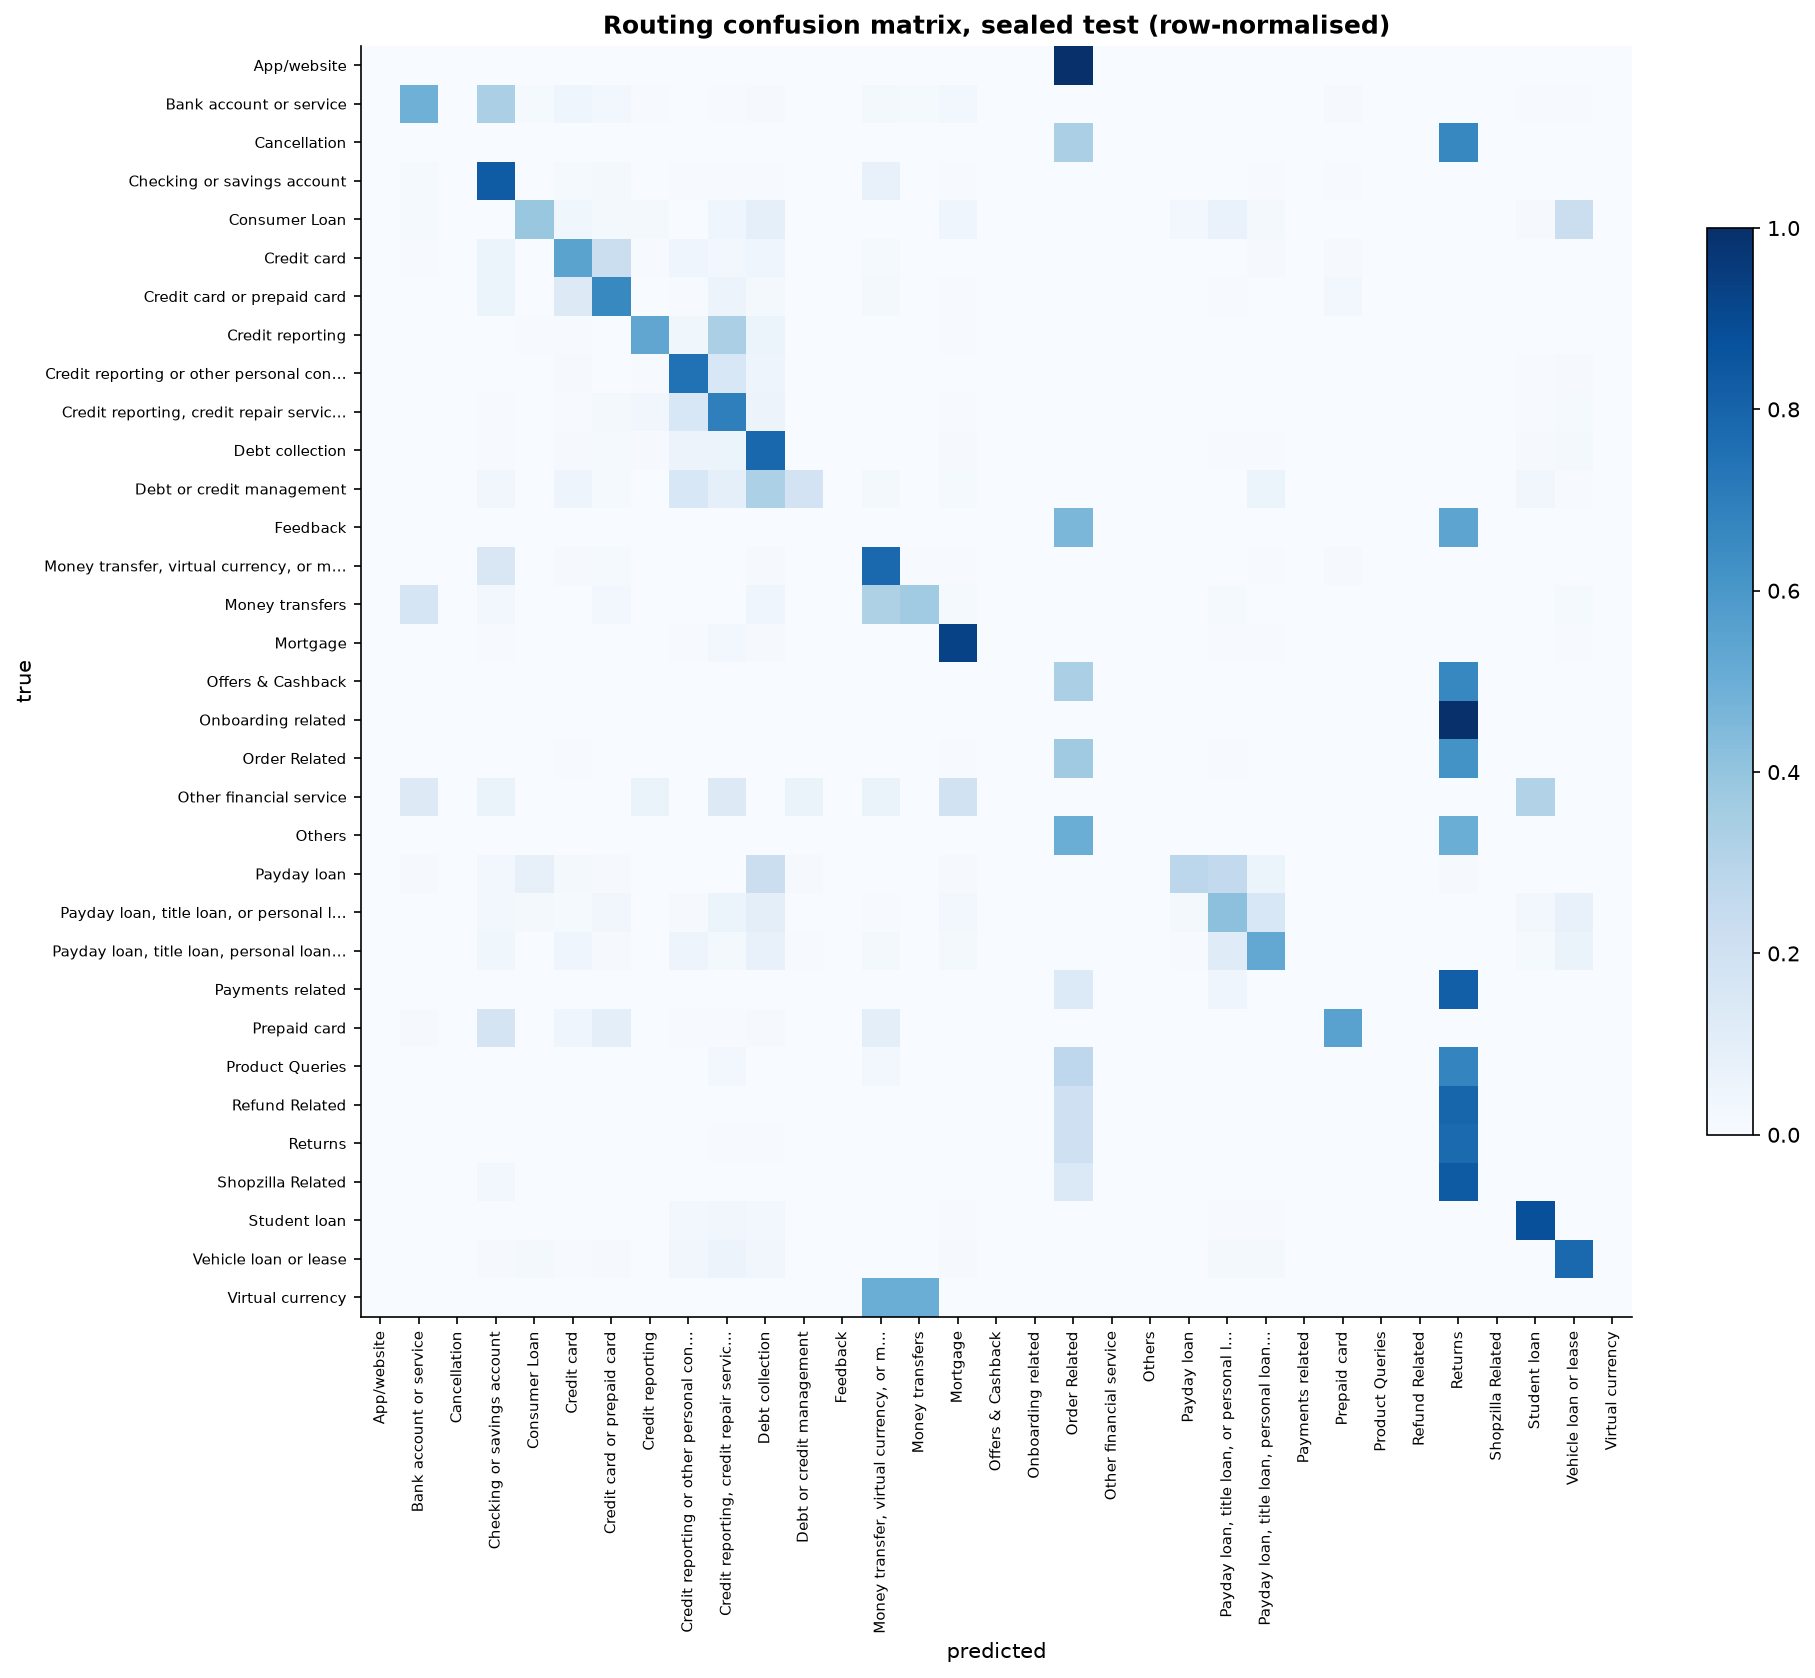 Routing confusion matrix, sealed test (row-normalised)
App/website
Bank account or service
Cancellation
Checking or savings account
Consumer Loan
Credit card
Credit card or prepaid card
Credit reporting
Credit reporting or other personal con...
Credit reporting, credit repair servic...
Debt collection
Debt or credit management
Feedback
Money transfer, virtual currency, or m...
Money transfers
Mortgage
Offers & Cashback
Onboarding related
Order Related
Other financial service
Others
Payday loan
Payday loan, title loan, or personal l...
Payday loan, title loan, personal loan...
Payments related
Prepaid card
Product Queries
Refund Related
Returns
Shopzilla Related
Student loan
Vehicle loan or lease
Virtual currency
true
1.0
0.8
0.6
0.4
0.2
0.0
App/website
Bank account or service
Cancellation
Checking or savings account
Consumer Loan
Credit card
Credit card or prepaid card
Credit reporting
Credit reporting or other personal con...
Credit reporting, credit repair servic...
Debt collection
Debt or credit management
Feedback
Money transfer, virtual currency, or m...
Money transfers
Mortgage
Offers & Cashback
Onboarding related
Order Related
Other financial service
Others
Payday loan
Payday loan, title loan, or personal l...
Payday loan, title loan, personal loan...
Payments related
Prepaid card
Product Queries
Refund Related
Returns
Shopzilla Related
Student loan
Vehicle loan or lease
Virtual currency
predicted